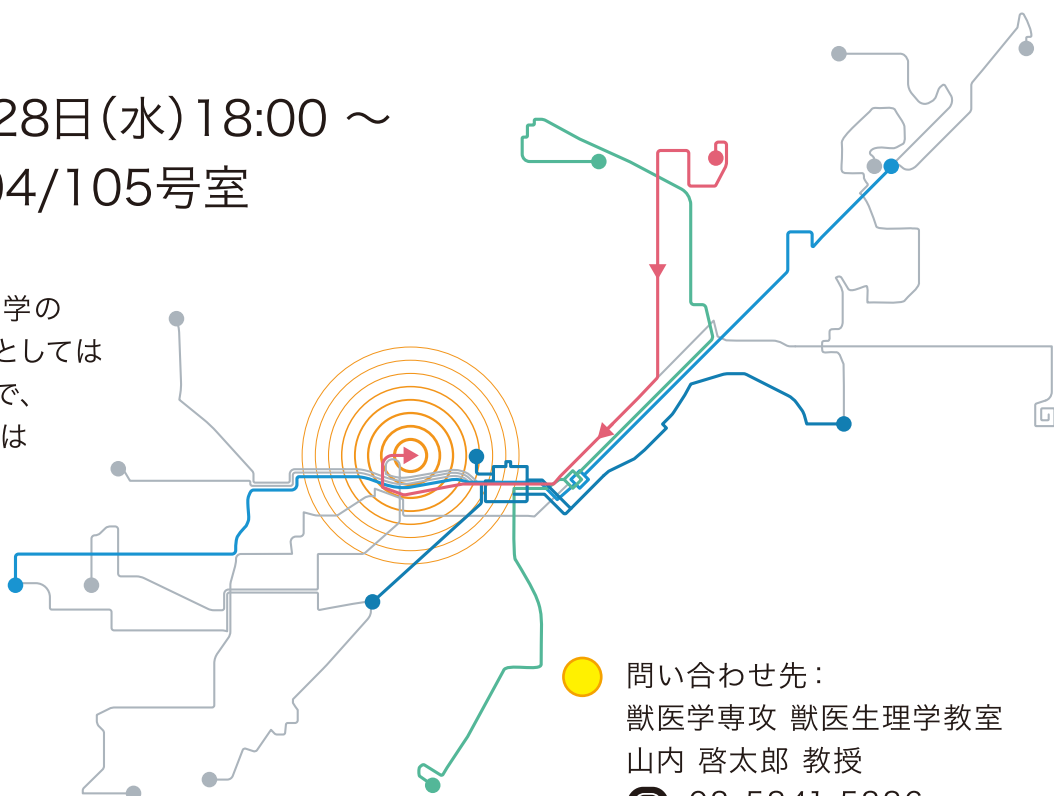 28日(水)18:00 〜
04/105号室
学の
としては
で、
は
問い合わせ先：
獣医学専攻 獣医生理学教室
山内 啓太郎 教授